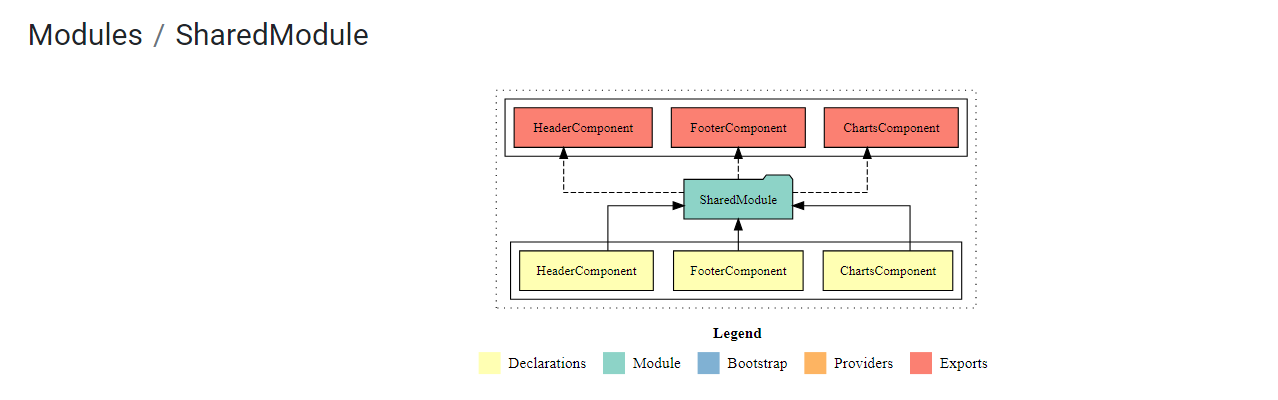 Modules / SharedModule
HeaderComponent FooterComponent ChartsComponent
SharedModule
HeaderComponent FooterComponent ChartsComponent
Legend
Declarations Module Bootstrap Providers Exports